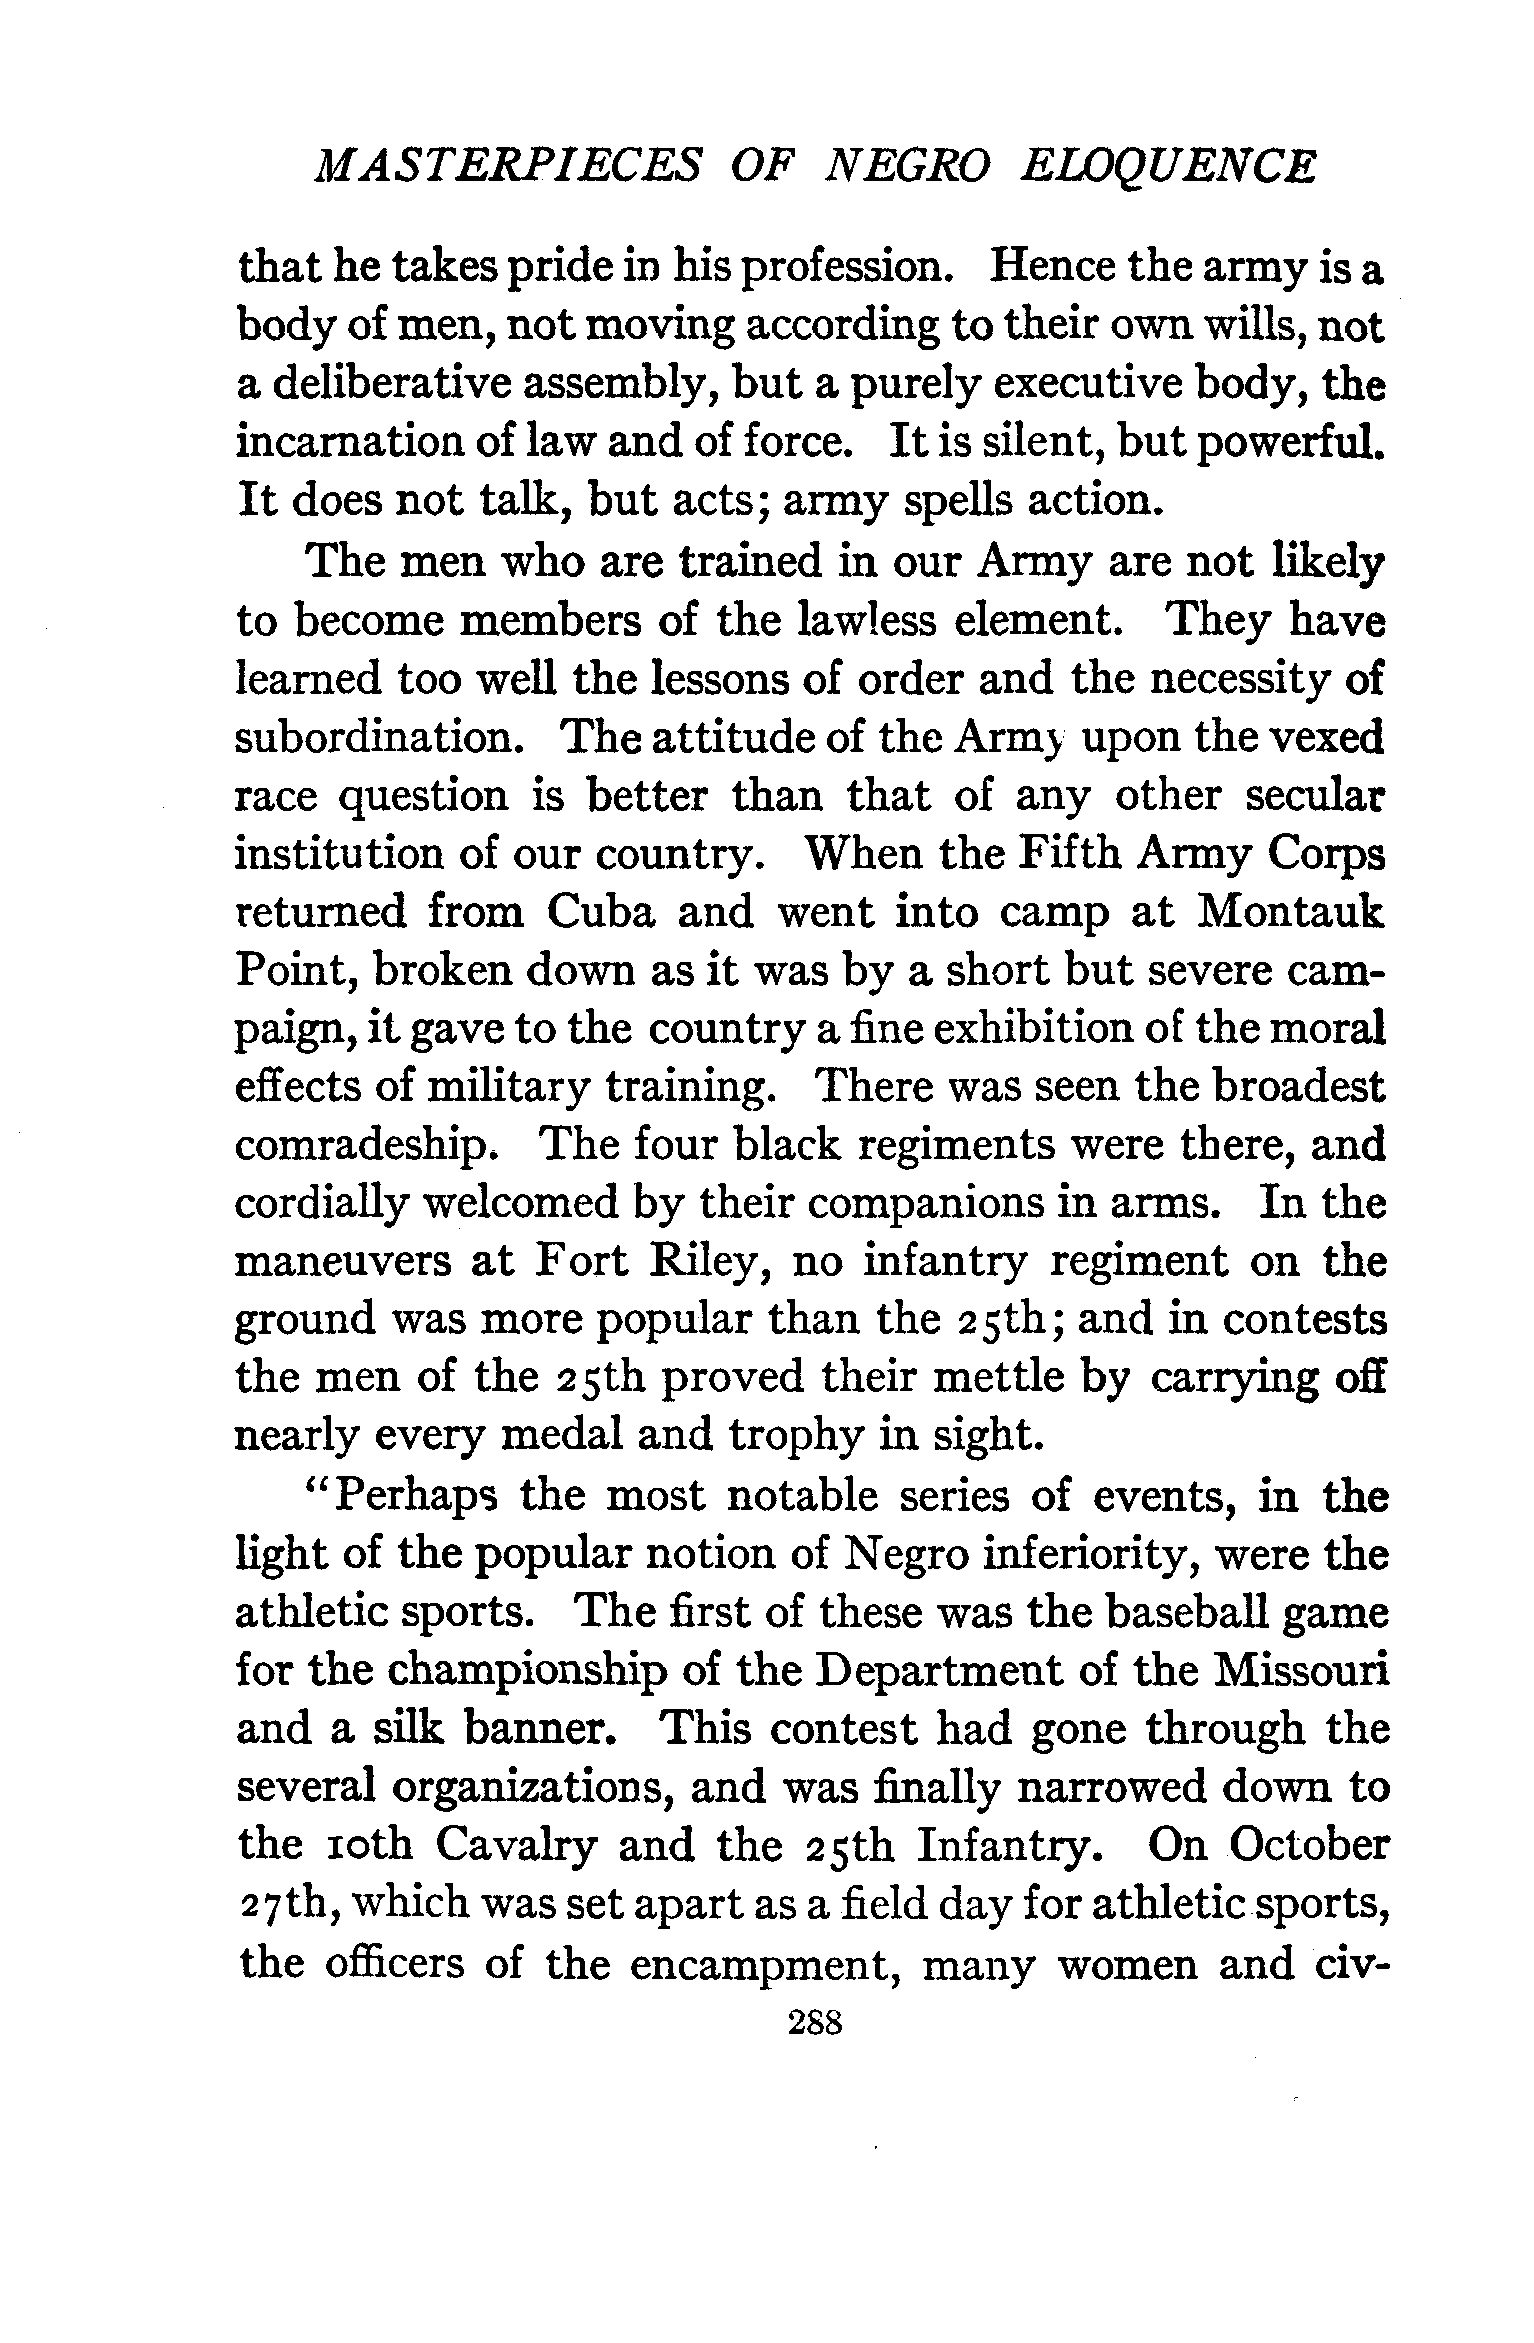 MASTERPIECES OF NEGRO ELOQUENCE
that he takes pride in his profession. Hence the army is a
body of men, not moving according to their own wills, not
a deliberative assembly, but a purely executive body, the
incarnation of law and of force. It is silent, but powerful.
It does not talk, but acts; army spells action.
The men who are trained in our Army are not likely
to become members of the lawless element. They have
learned too well the lessons of order and the necessity of
subordination. The attitude of the Army upon the vexed
race question is better than that of any other secular
institution of our country. When the Fifth Army Corps
returned from Cuba and went into camp at Montauk
Point, broken down as it was by a short but severe cam-
paign, it gave to the country a fine exhibition of the moral
effects of military training. There was seen the broadest
comradeship. The four black regiments were there, and
cordially welcomed by their companions in arms. In the
maneuvers at Fort Riley, no infantry regiment on the
ground was more popular than the 25th; and in contests
the men of the 25th proved their mettle by carrying off
nearly every medal and trophy in sight.
"Perhaps the most notable series of events, in the
light of the popular notion of Negro inferiority, were the
athletic sports. The first of these was the baseball game
for the championship of the Department of the Missouri
and a silk banner. This contest had gone through the
several organizations, and was finally narrowed down to
the 10th Cavalry and the 25th Infantry. On October
27th, which was set apart as a field day for athletic sports,
the officers of the encampment, many women and civ-
288